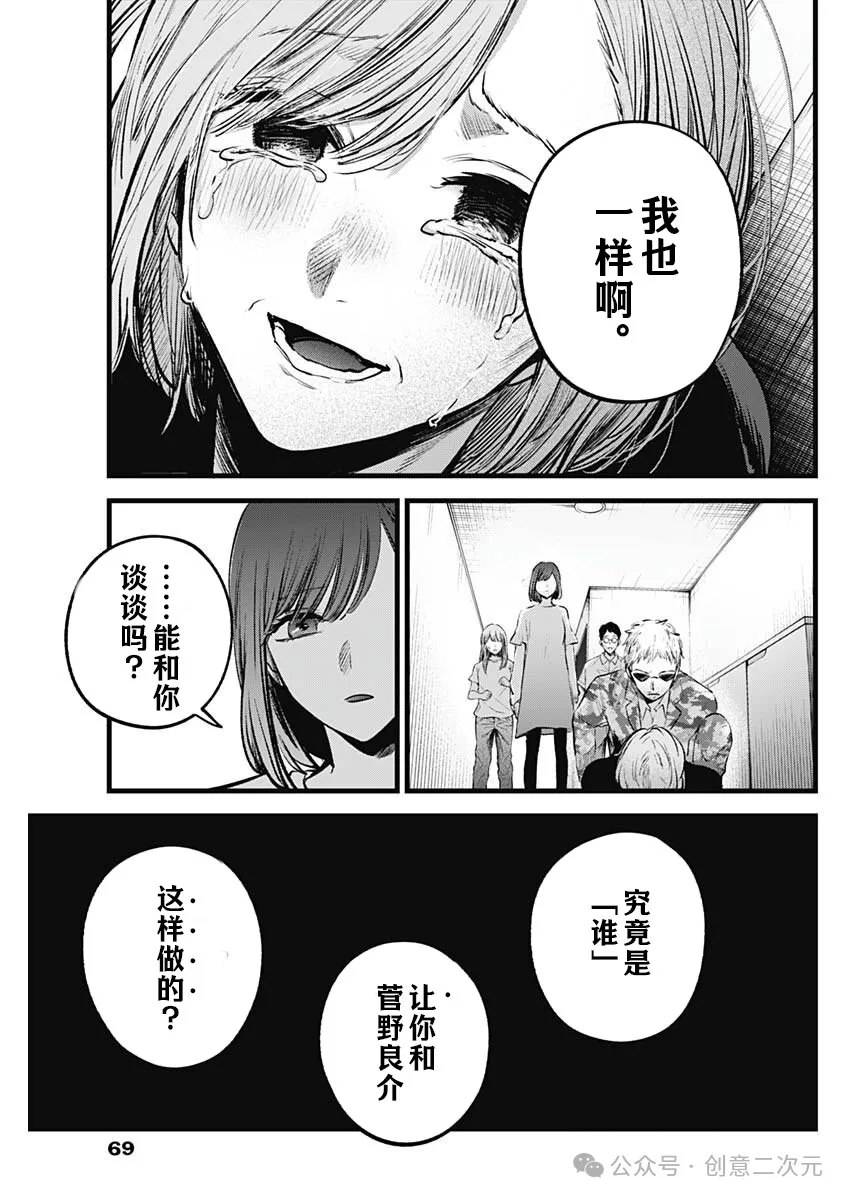 我也
一样啊。
……能和你
谈谈吗？
究竟是
「谁」
让你和
菅野良介
这样做的？
69
公众号·创意二次元